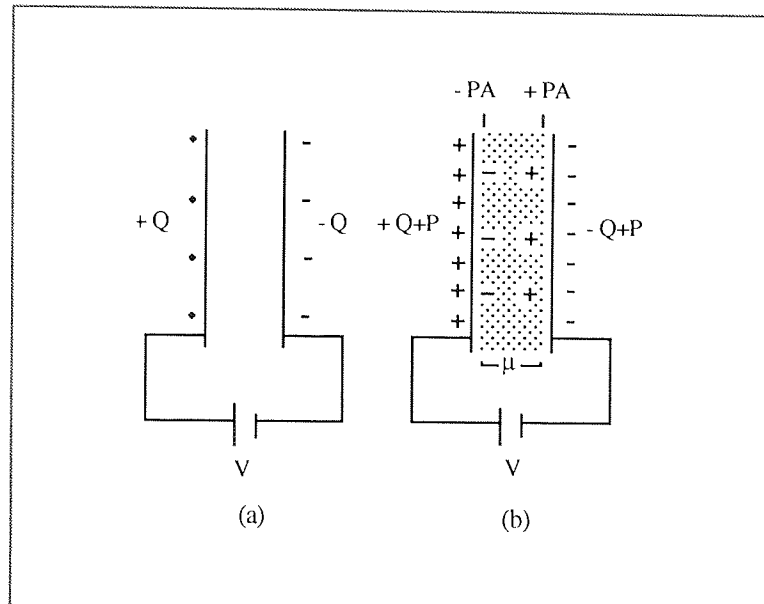 - PA + PA
+ Q - Q + Q+P - Q+P
μ
V V
(a) (b)